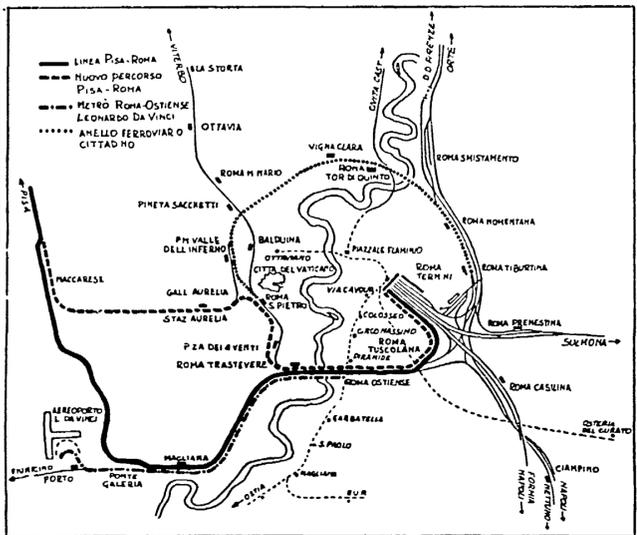 LINEA PISA-ROMA
NUOVO PERCORSO
PISA-ROMA
METRÒ ROMA-OSTIENSE
LEONARDO DA VINCI
ANELLO FERROVIARIO
CITTADINO
VITERBO
LA STORTA
OTTAVIA
ROMA M. MARIO
PINETA SACCHETTI
PM VALLE
DELL'INFERNO
BALDUINA
VIGNA CLARA
ROMA
TOR DI QUINTO
CIVITA CAST.
D D FIRENZE
ORTE
ROMA SMISTAMENTO
ROMA NOMENTANA
ROMA TIBURTINA
PIAZZALE FLAMINIO
OTTAVIANO
CITTÀ DEL VATICANO
ROMA
TERMINI
VIA CAVOUR
PISA
MACCARESE
GALL AURELIA
STAZ AURELIA
ROMA
S. PIETRO
COLOSSEO
CIRCO MASSIMO
ROMA
TUSCOLANA
PIRAMIDE
ROMA PRENESTINA
SULMONA
P.ZA DEI 4 VENTI
ROMA TRASTEVERE
ROMA OSTIENSE
ROMA CASILINA
OSTERIA
DEL CURATO
AEREOPORTO
L. DA VINCI
GARBATELLA
S. PAOLO
MAGLIANA
MAGLIANA
EUR
OSTIA
FIUMICINO
PORTO
PONTE
GALERIA
CIAMPINO
FORMIA
NAPOLI
NETTUNO
NAPOLI